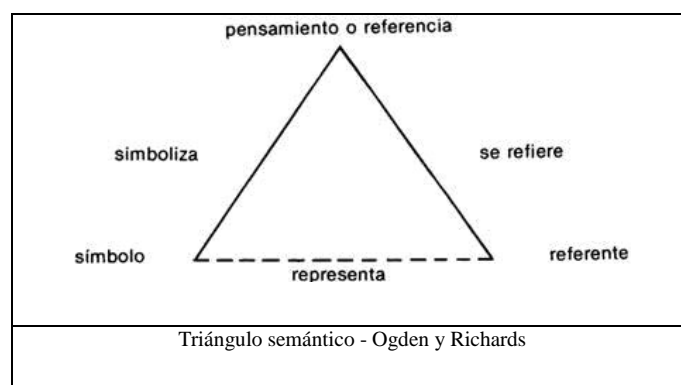 pensamiento o referencia
simboliza
se refiere
símbolo
referente
representa
Triángulo semántico - Ogden y Richards